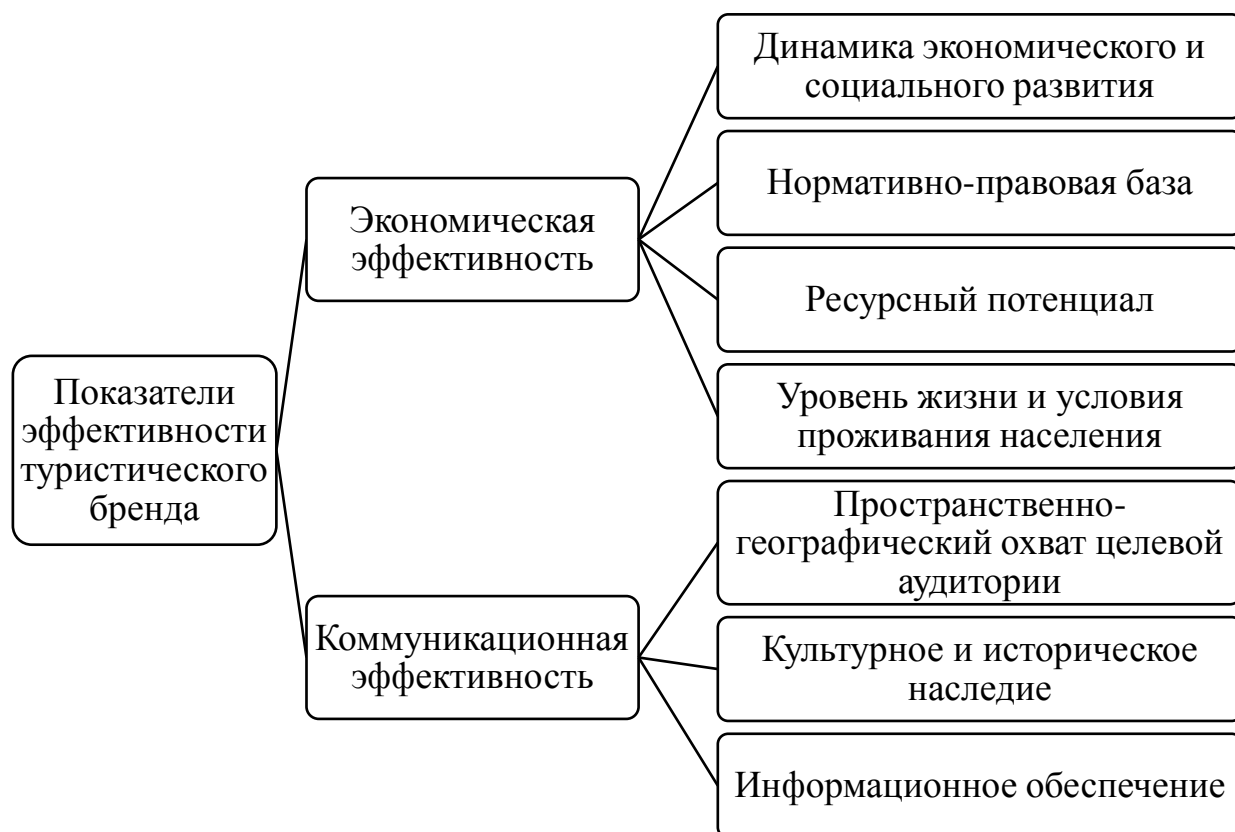 Показатели
эффективности
туристического
бренда
Экономическая
эффективность
Динамика экономического и
социального развития
Нормативно-правовая база
Ресурсный потенциал
Уровень жизни и условия
проживания населения
Коммуникационная
эффективность
Пространственно-
географический охват целевой
аудитории
Культурное и историческое
наследие
Информационное обеспечение